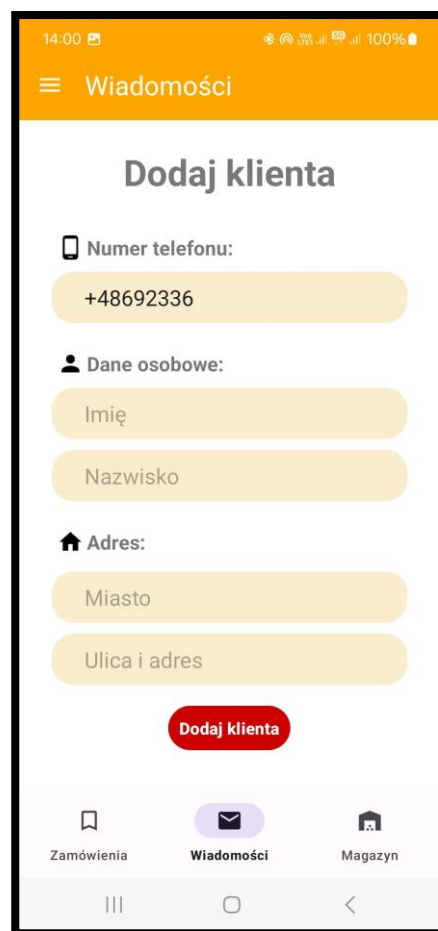 14:00 100%
Wiadomości
Dodaj klienta
Numer telefonu:
+48692336
Dane osobowe:
Imię
Nazwisko
Adres:
Miasto
Ulica i adres
Dodaj klienta
Zamówienia Wiadomości Magazyn